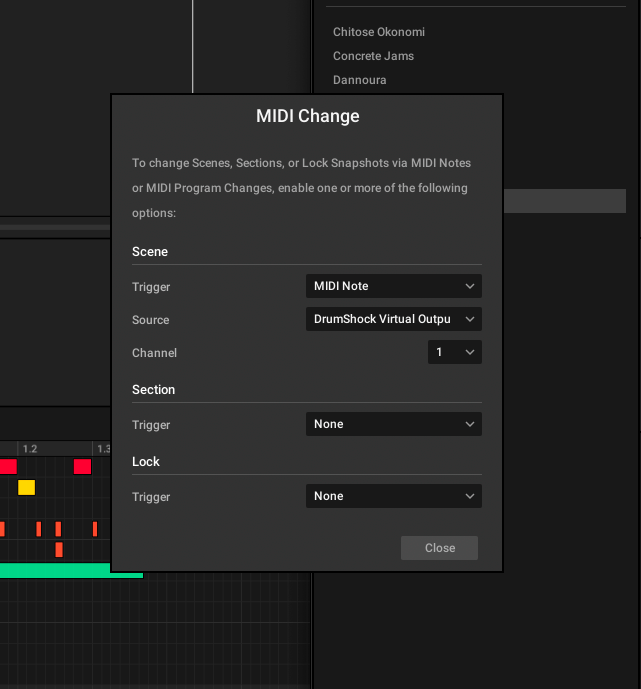 Chitose Okonomi
Concrete Jams
Dannoura
MIDI Change
To change Scenes, Sections, or Lock Snapshots via MIDI Notes
or MIDI Program Changes, enable one or more of the following
options:
Scene
Trigger MIDI Note
Source DrumShock Virtual Outpu
Channel 1
Section
Trigger None
1.2 1.3
Lock
Trigger None
Close